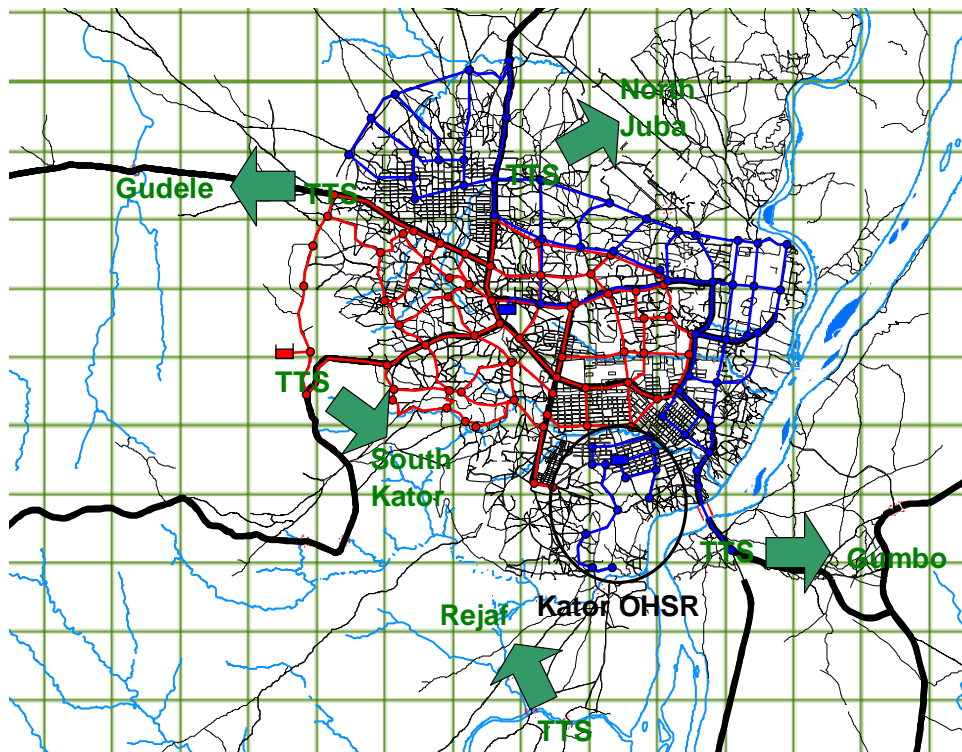 North
Juba
TTS
Gudele
TTS
TTS
South
Kator
TTS
Gumbo
Kator OHSR
Rejaf
TTS